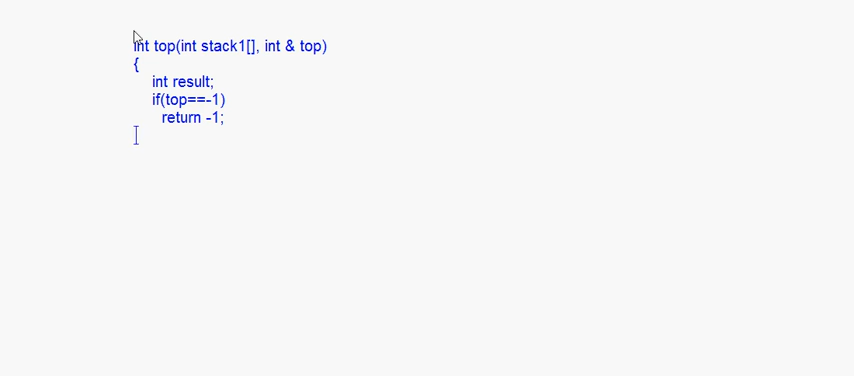 int top(int stack1[], int & top)
{
int result;
if(top==-1)
return -1;